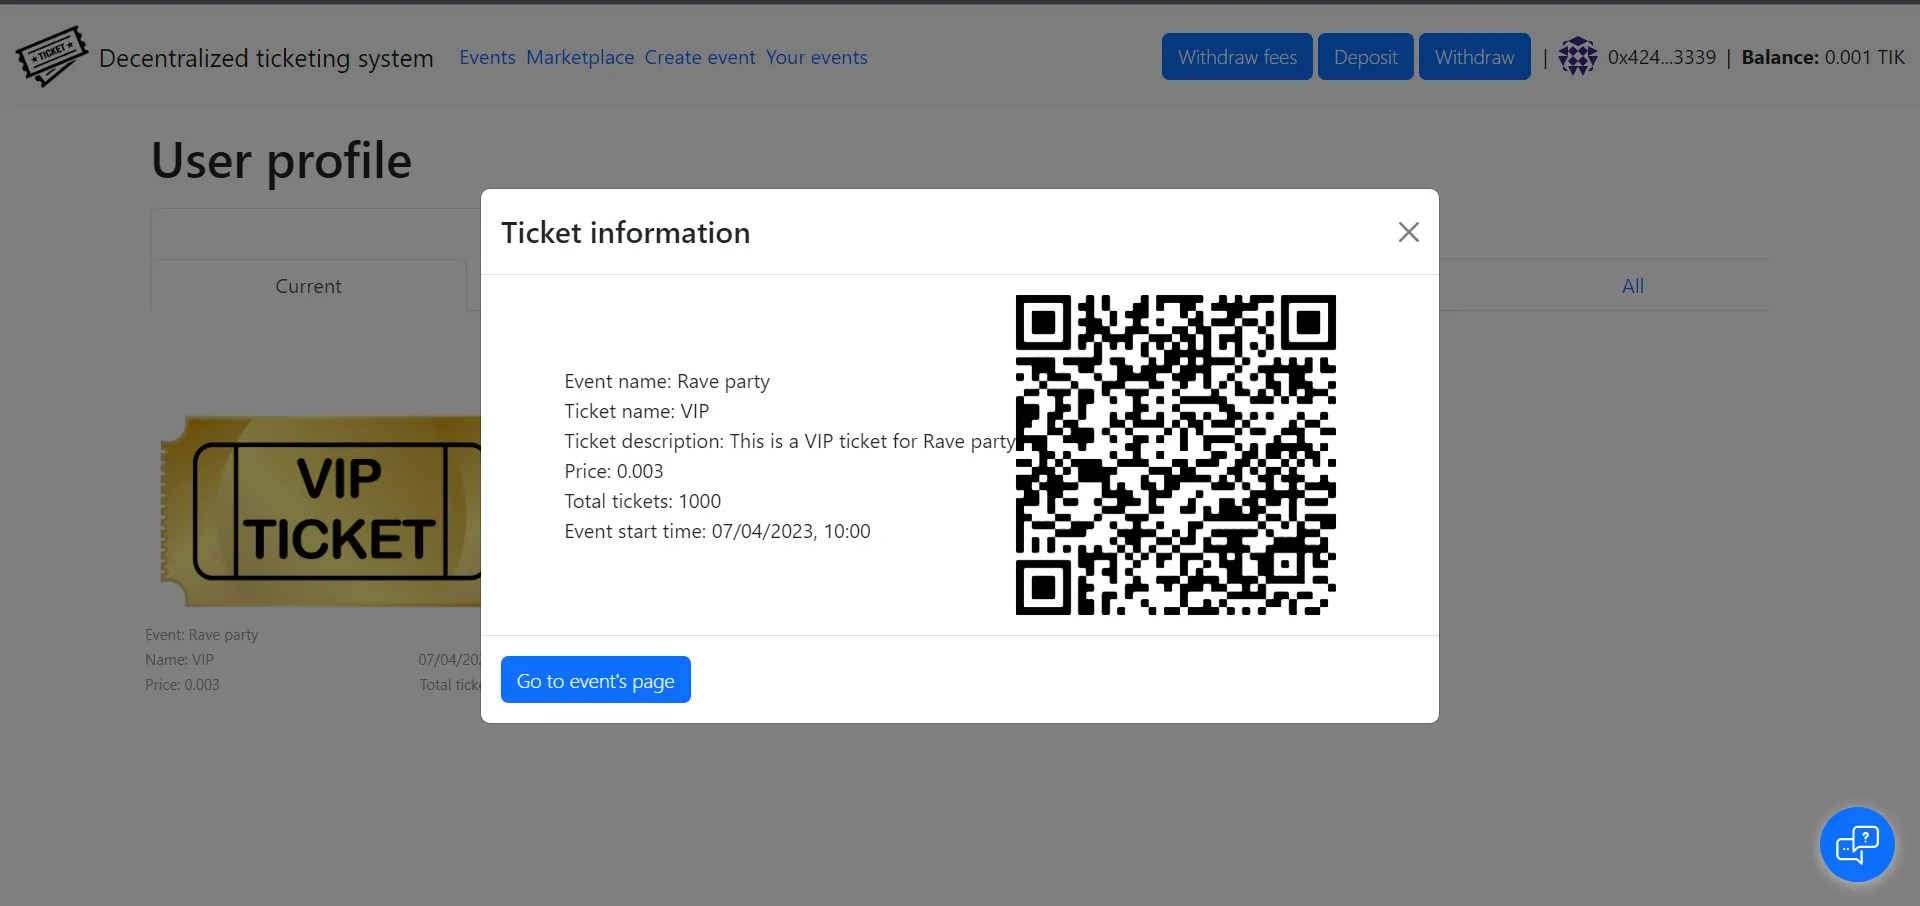 TICKET
Decentralized ticketing system
Events Marketplace Create event Your events
Withdraw fees Deposit Withdraw | 0x424...3339 | Balance: 0.001 TIK
User profile
Current
All
VIP
TICKET
Event: Rave party
Name: VIP
07/04/202
Price: 0.003
Total ticke
Ticket information
Event name: Rave party
Ticket name: VIP
Ticket description: This is a VIP ticket for Rave party
Price: 0.003
Total tickets: 1000
Event start time: 07/04/2023, 10:00
Go to event's page
?